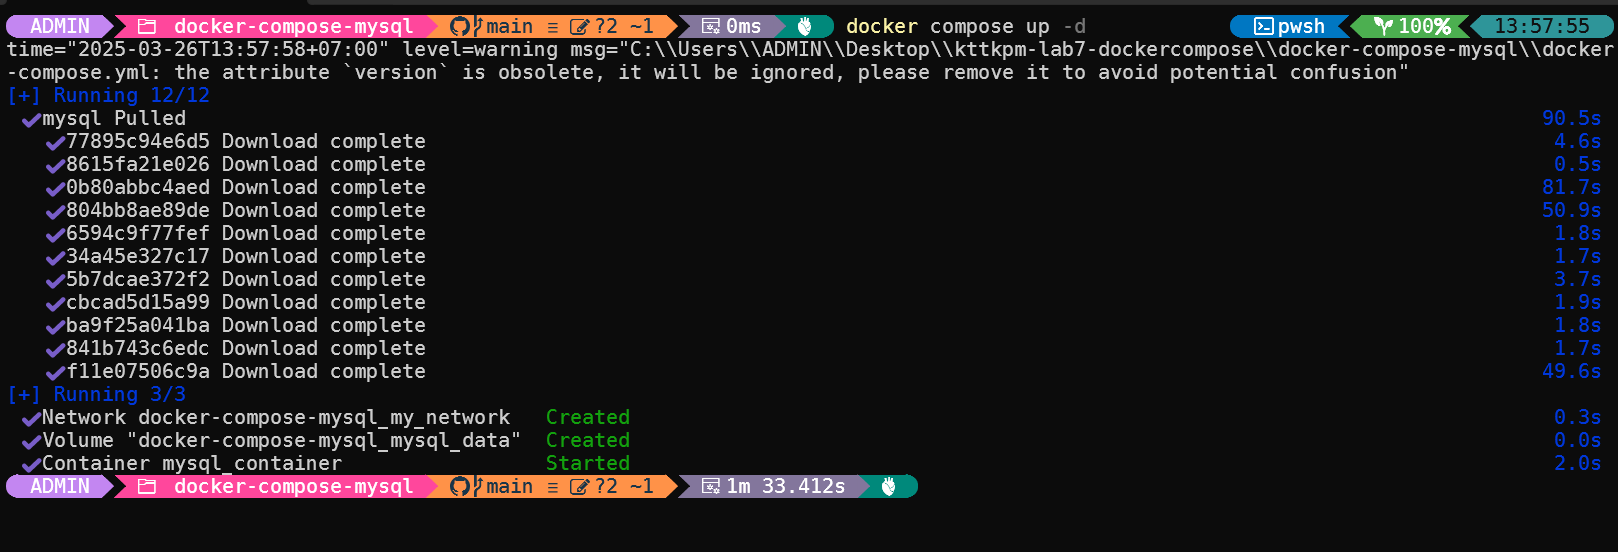 ADMIN docker-compose-mysql main ≡ ?2 ~1 0ms docker compose up -d pwsh 100% 13:57:55
time="2025-03-26T13:57:58+07:00" level=warning msg="C:\\Users\\ADMIN\\Desktop\\kttkpm-lab7-dockercompose\\docker-compose-mysql\\docker
-compose.yml: the attribute `version` is obsolete, it will be ignored, please remove it to avoid potential confusion"
[+] Running 12/12
✔mysql Pulled 90.5s
✔77895c94e6d5 Download complete 4.6s
✔8615fa21e026 Download complete 0.5s
✔0b80abbc4aed Download complete 81.7s
✔804bb8ae89de Download complete 50.9s
✔6594c9f77fef Download complete 1.8s
✔34a45e327c17 Download complete 1.7s
✔5b7dcae372f2 Download complete 3.7s
✔cbcad5d15a99 Download complete 1.9s
✔ba9f25a041ba Download complete 1.8s
✔841b743c6edc Download complete 1.7s
✔f11e07506c9a Download complete 49.6s
[+] Running 3/3
✔Network docker-compose-mysql_my_network Created 0.3s
✔Volume "docker-compose-mysql_mysql_data" Created 0.0s
✔Container mysql_container Started 2.0s
ADMIN docker-compose-mysql main ≡ ?2 ~1 1m 33.412s